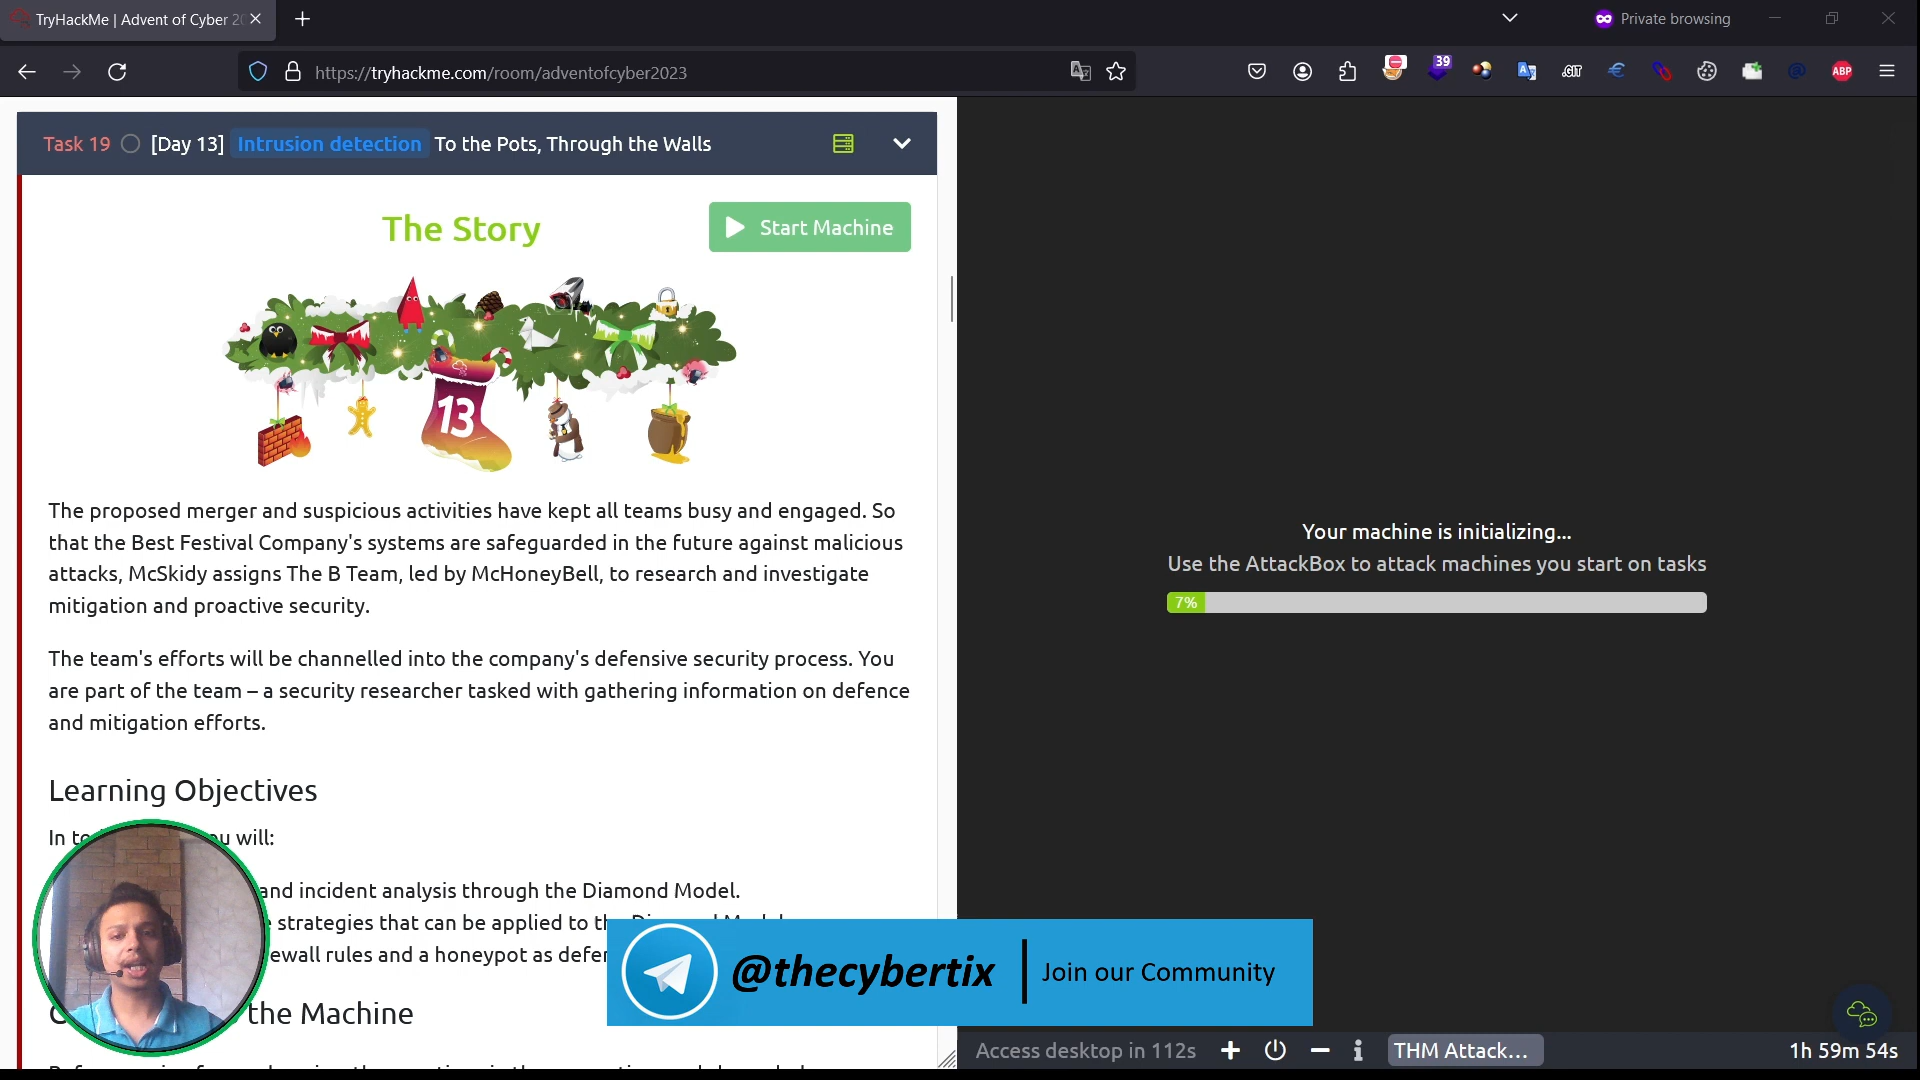 TryHackMe | Advent of Cyber 20
Private browsing
https://tryhackme.com/room/adventofcyber2023
39
.GIT
ABP
Task 19 [Day 13] Intrusion detection To the Pots, Through the Walls
The Story
Start Machine
13
The proposed merger and suspicious activities have kept all teams busy and engaged. So
that the Best Festival Company's systems are safeguarded in the future against malicious
attacks, McSkidy assigns The B Team, led by McHoneyBell, to research and investigate
mitigation and proactive security.
The team's efforts will be channelled into the company's defensive security process. You
are part of the team – a security researcher tasked with gathering information on defence
and mitigation efforts.
Learning Objectives
In to u will:
and incident analysis through the Diamond Model.
strategies that can be applied to the Diamond Model
ewall rules and a honeypot as defen
the Machine
Your machine is initializing...
Use the AttackBox to attack machines you start on tasks
7%
@thecybertix | Join our Community
Access desktop in 112s
THM Attack...
1h 59m 54s